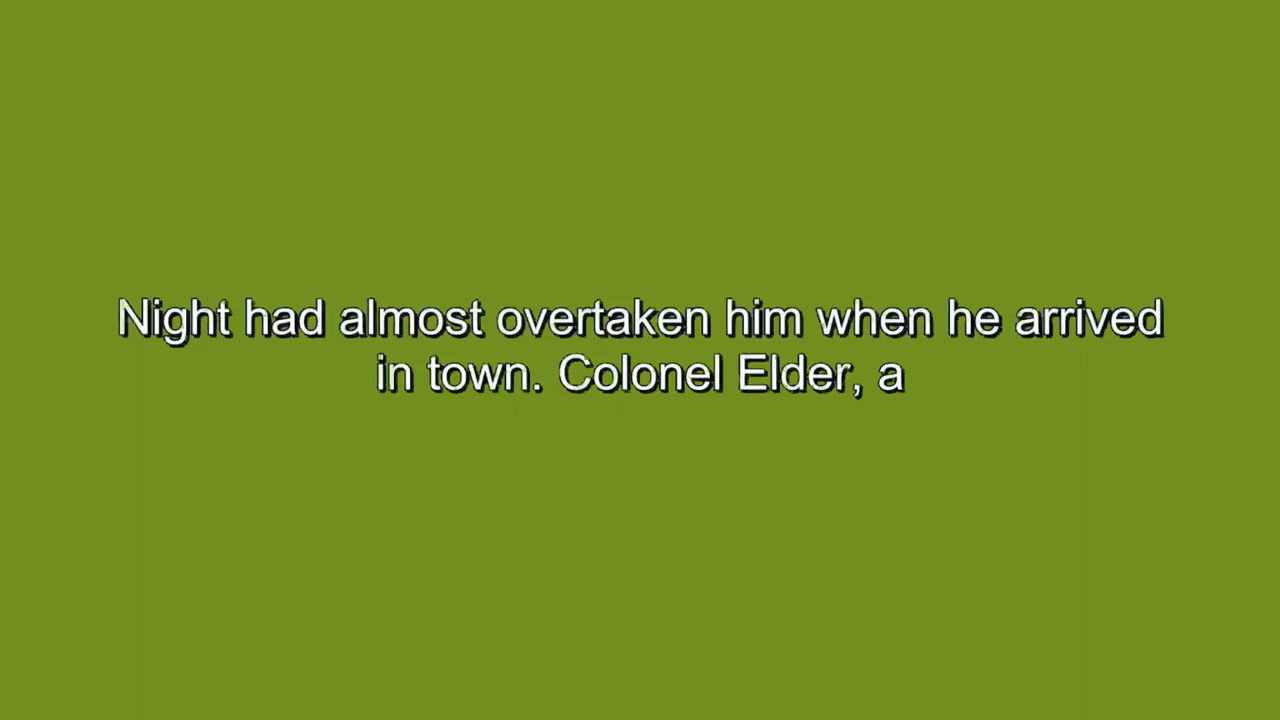 Night had almost overtaken him when he arrived
in town. Colonel Elder, a